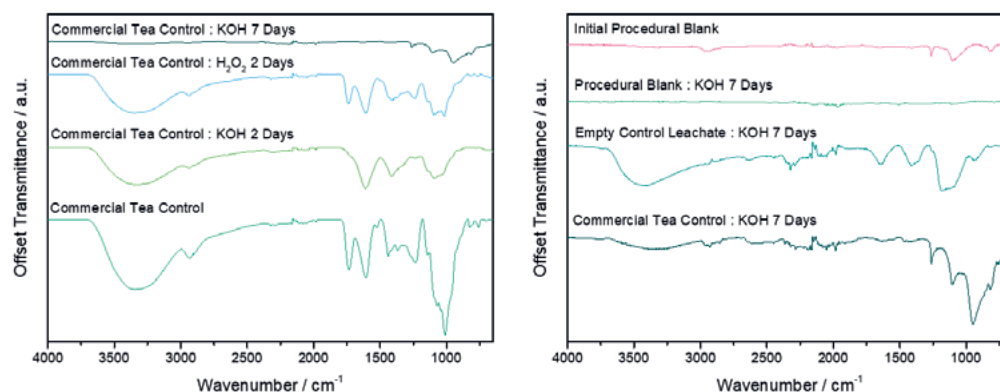 Commercial Tea Control : KOH 7 Days
Commercial Tea Control : H₂O₂ 2 Days
Commercial Tea Control : KOH 2 Days
Commercial Tea Control
Offset Transmittance / a.u.
4000 3500 3000 2500 2000 1500 1000
Wavenumber / cm⁻¹
Initial Procedural Blank
Procedural Blank : KOH 7 Days
Empty Control Leachate : KOH 7 Days
Commercial Tea Control : KOH 7 Days
Offset Transmittance / a.u.
4000 3500 3000 2500 2000 1500 1000
Wavenumber / cm⁻¹